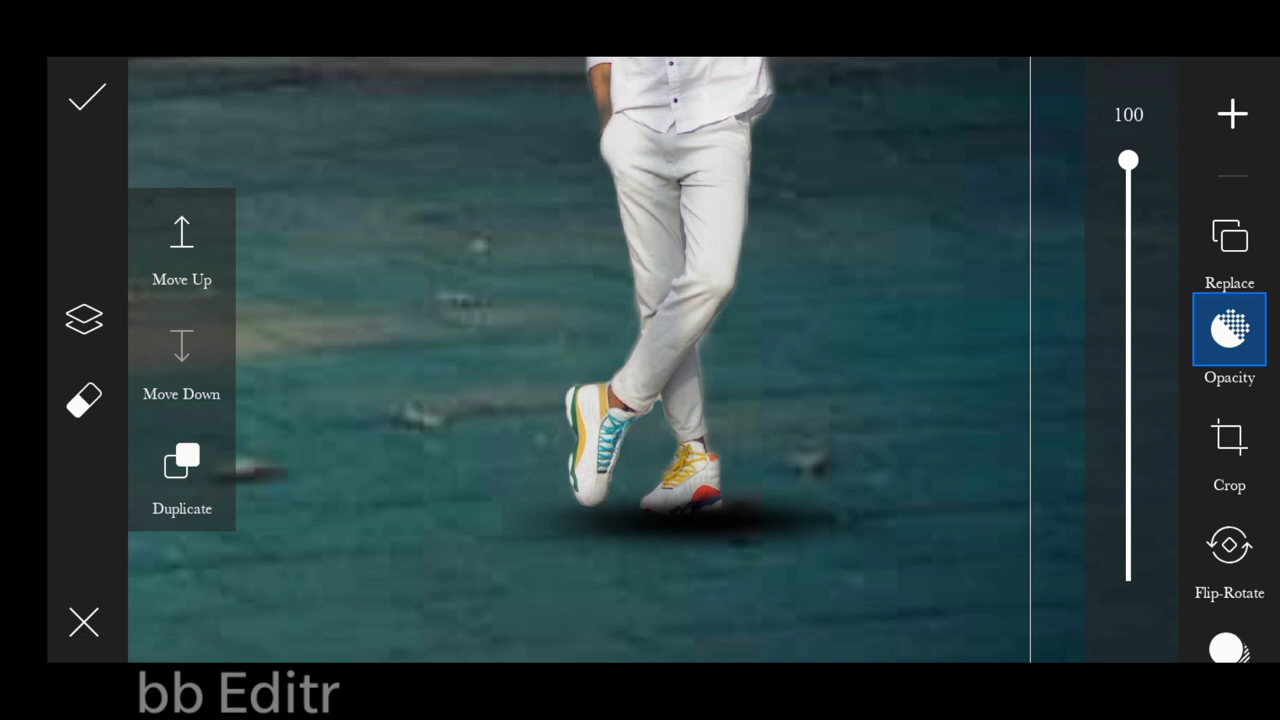 100
Move Up
Replace
Move Down
Opacity
Crop
Duplicate
Flip-Rotate
bb Editr